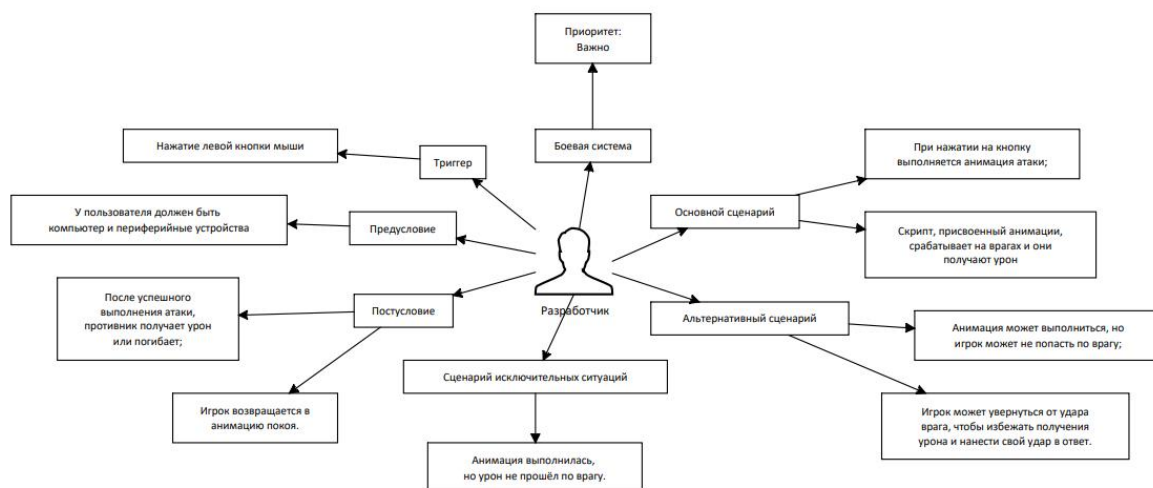 Приоритет:
Важно
Боевая система
Нажатие левой кнопки мыши
Триггер
При нажатии на кнопку
выполняется анимация атаки;
У пользователя должен быть
компьютер и периферийные устройства
Предусловие
Основной сценарий
Скрипт, присвоенный анимации,
срабатывает на врагах и они
получают урон
После успешного
выполнения атаки,
противник получает урон
или погибает;
Постусловие
Разработчик
Альтернативный сценарий
Анимация может выполниться, но
игрок может не попасть по врагу;
Сценарий исключительных ситуаций
Игрок возвращается в
анимацию покоя.
Игрок может увернуться от удара
врага, чтобы избежать получения
урона и нанести свой удар в ответ.
Анимация выполнилась,
но урон не прошёл по врагу.